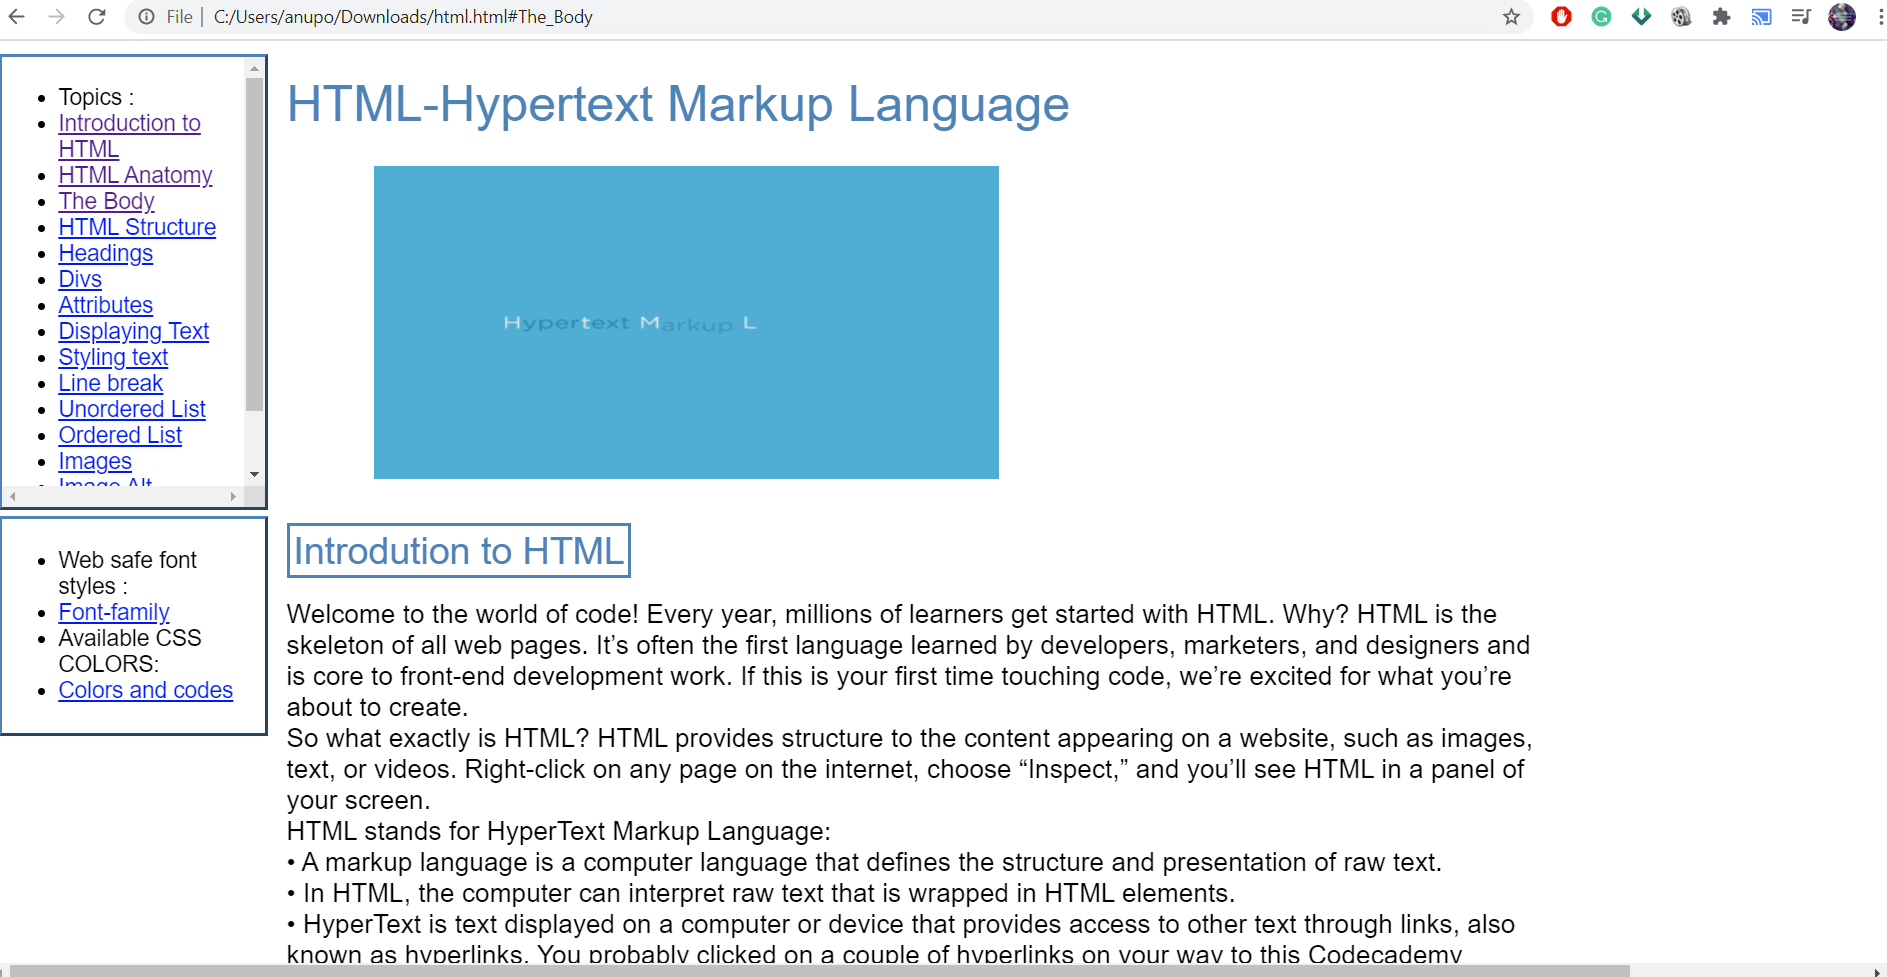 File | C:/Users/anupo/Downloads/html.html#The_Body
• Topics :
• Introduction to
HTML
• HTML Anatomy
• The Body
• HTML Structure
• Headings
• Divs
• Attributes
• Displaying Text
• Styling text
• Line break
• Unordered List
• Ordered List
• Images
• Image Alt
• Web safe font
styles :
• Font-family
• Available CSS
COLORS:
• Colors and codes
HTML-Hypertext Markup Language
Hypertext Markup L
Introdution to HTML
Welcome to the world of code! Every year, millions of learners get started with HTML. Why? HTML is the
skeleton of all web pages. It’s often the first language learned by developers, marketers, and designers and
is core to front-end development work. If this is your first time touching code, we’re excited for what you’re
about to create.
So what exactly is HTML? HTML provides structure to the content appearing on a website, such as images,
text, or videos. Right-click on any page on the internet, choose “Inspect,” and you’ll see HTML in a panel of
your screen.
HTML stands for HyperText Markup Language:
• A markup language is a computer language that defines the structure and presentation of raw text.
• In HTML, the computer can interpret raw text that is wrapped in HTML elements.
• HyperText is text displayed on a computer or device that provides access to other text through links, also
known as hyperlinks. You probably clicked on a couple of hyperlinks on your way to this Codecademy